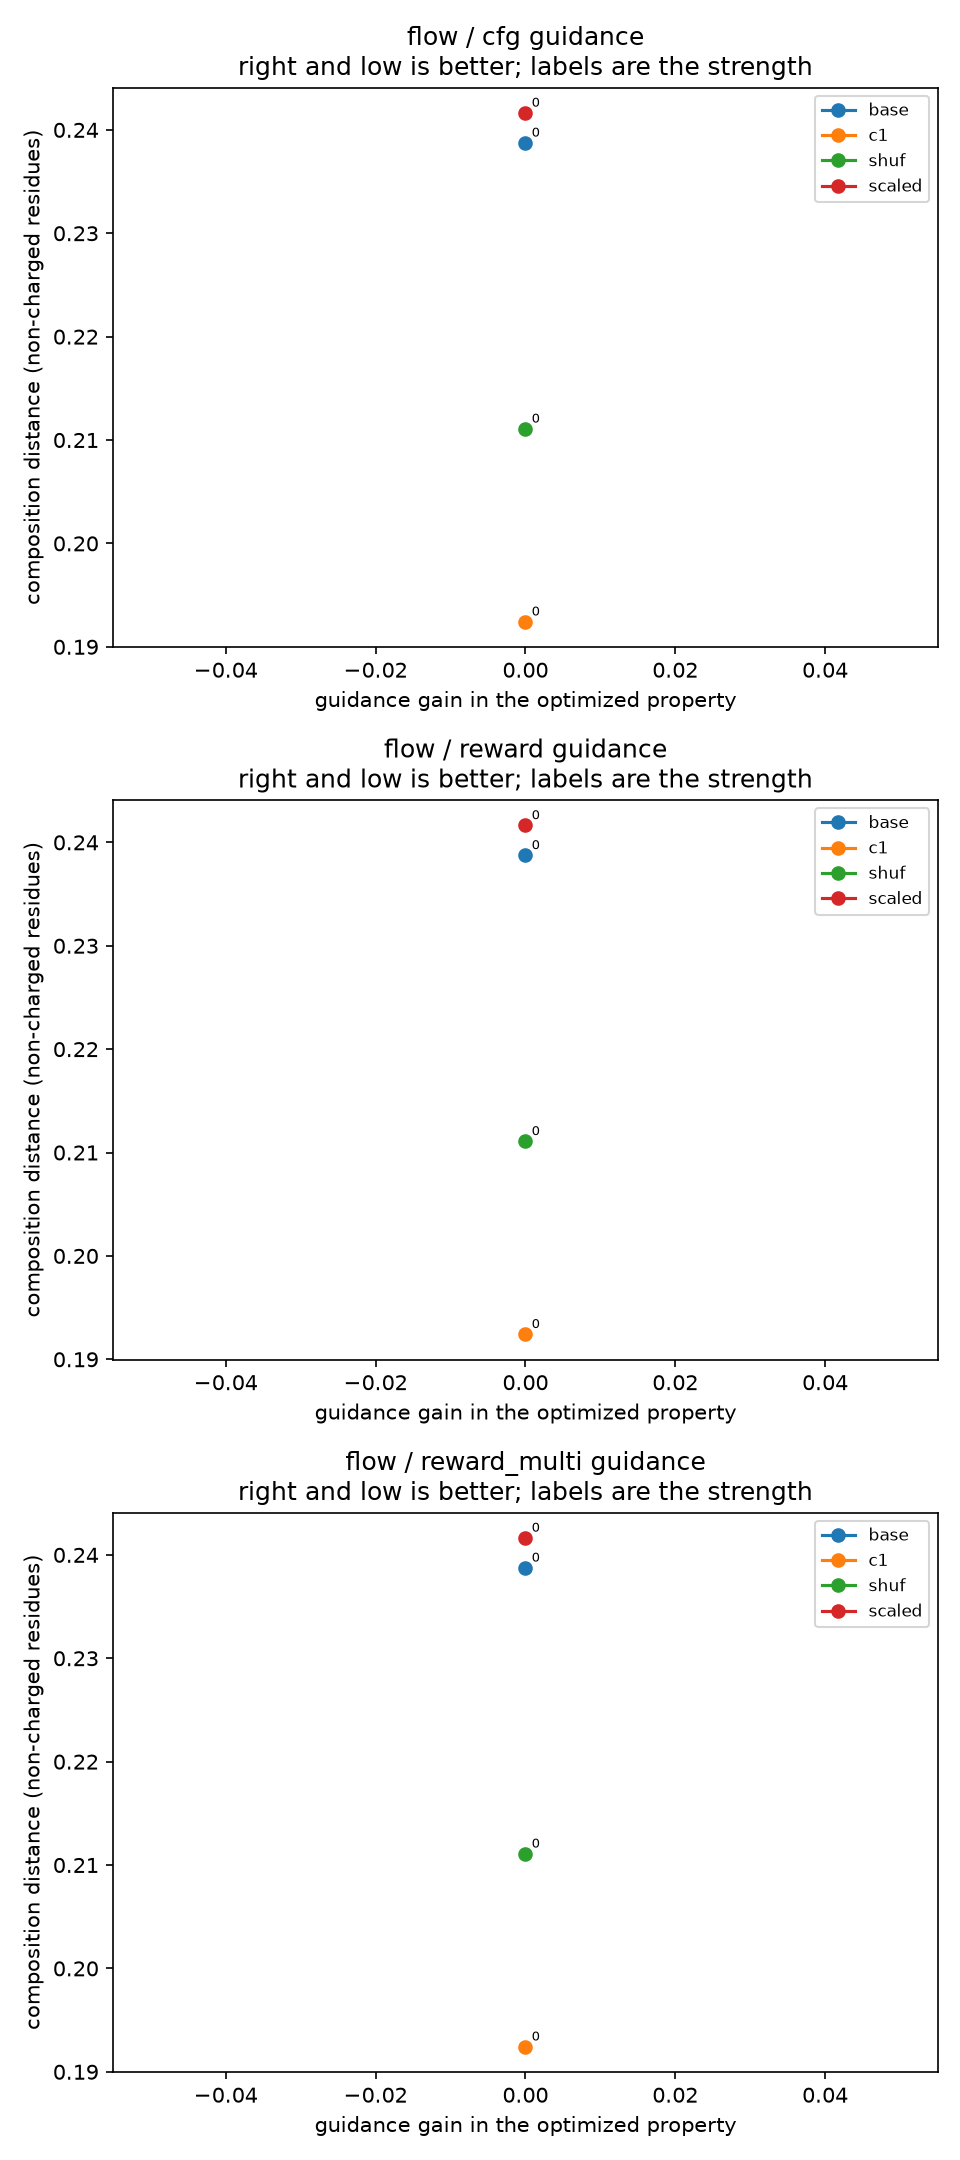 flow / cfg guidance
right and low is better; labels are the strength
composition distance (non-charged residues)
0.24
0.23
0.22
0.21
0.20
0.19
0
0
0
0
base
c1
shuf
scaled
−0.04
−0.02
0.00
0.02
0.04
guidance gain in the optimized property
flow / reward guidance
right and low is better; labels are the strength
composition distance (non-charged residues)
0.24
0.23
0.22
0.21
0.20
0.19
0
0
0
0
base
c1
shuf
scaled
−0.04
−0.02
0.00
0.02
0.04
guidance gain in the optimized property
flow / reward_multi guidance
right and low is better; labels are the strength
composition distance (non-charged residues)
0.24
0.23
0.22
0.21
0.20
0.19
0
0
0
0
base
c1
shuf
scaled
−0.04
−0.02
0.00
0.02
0.04
guidance gain in the optimized property